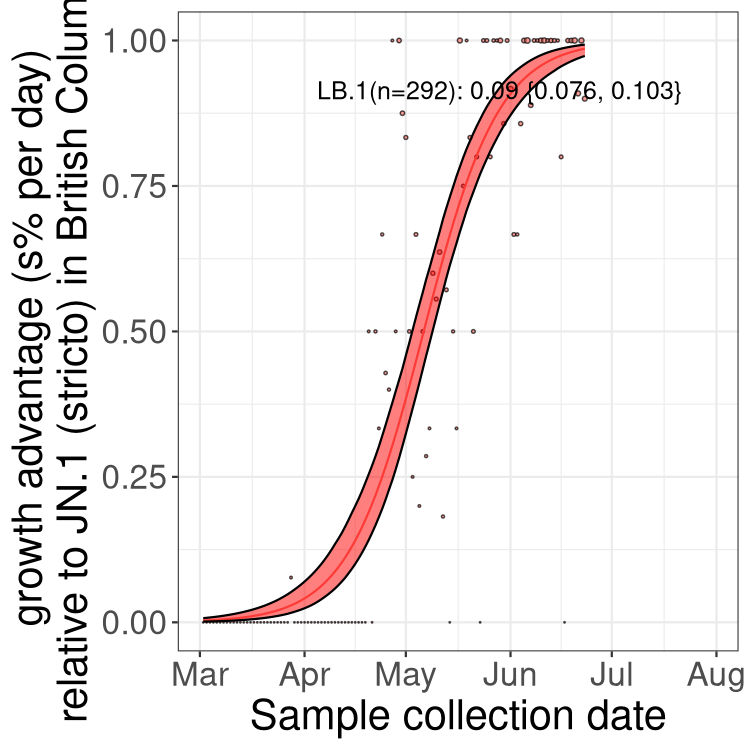 growth advantage (s% per day)
relative to JN.1 (stricto) in British Colum
1.00
0.75
0.50
0.25
0.00
LB.1(n=292): 0.09 {0.076, 0.103}
Mar Apr May Jun Jul Aug
Sample collection date